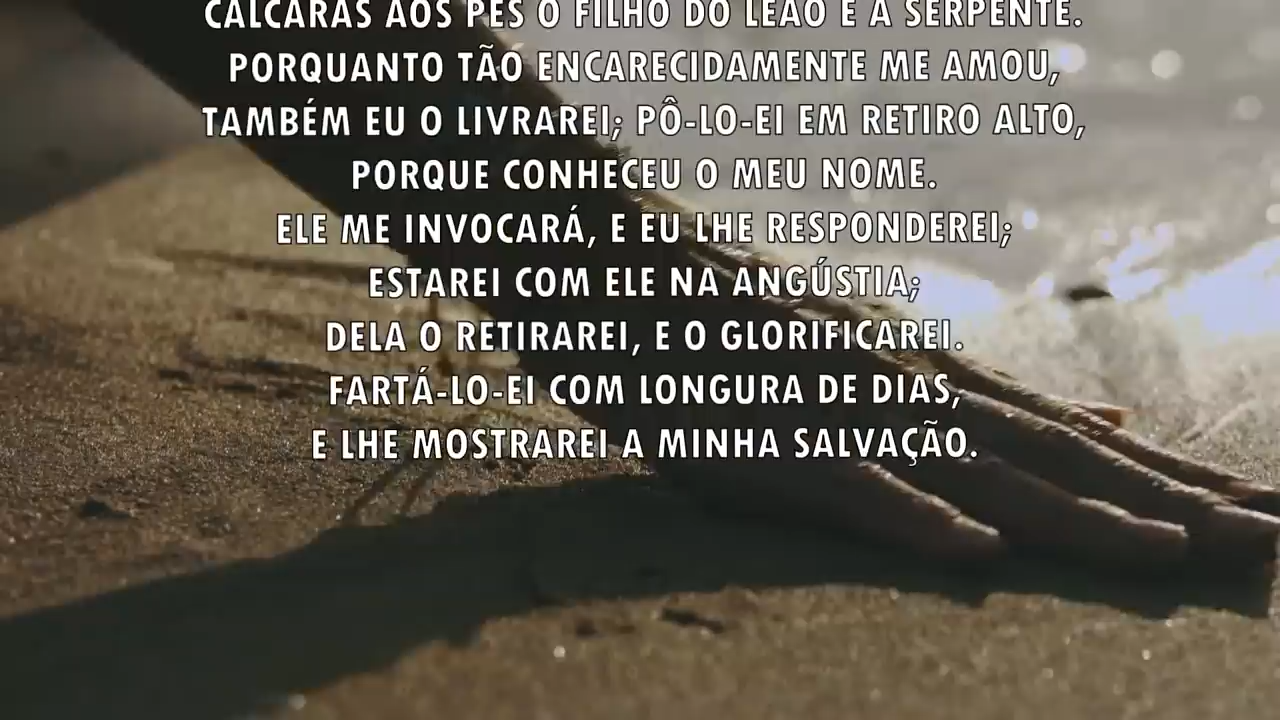 CALCARÁS AOS PÉS O FILHO DO LEÃO E A SERPENTE.
PORQUANTO TÃO ENCARECIDAMENTE ME AMOU,
TAMBÉM EU O LIVRAREI; PÔ-LO-EI EM RETIRO ALTO,
PORQUE CONHECEU O MEU NOME.
ELE ME INVOCARÁ, E EU LHE RESPONDEREI;
ESTAREI COM ELE NA ANGÚSTIA;
DELA O RETIRAREI, E O GLORIFICAREI.
FARTÁ-LO-EI COM LONGURA DE DIAS,
E LHE MOSTRAREI A MINHA SALVAÇÃO.